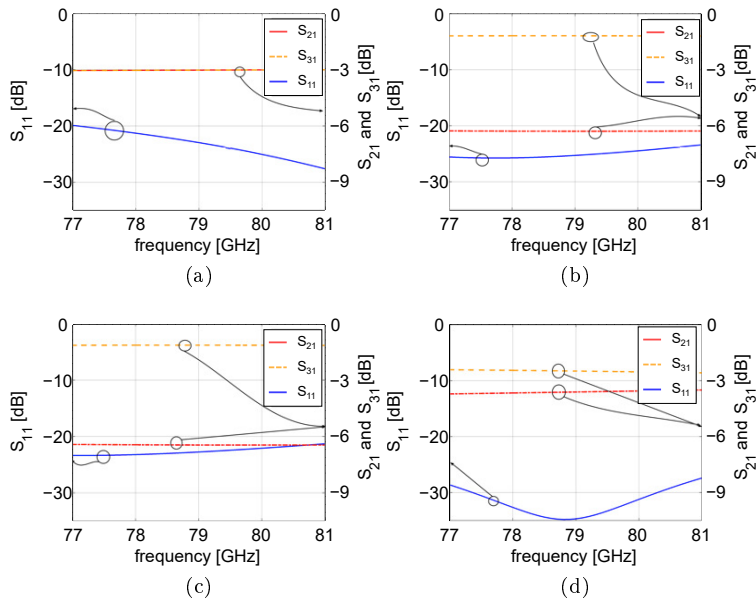 0
−10
−20
−30
S11 [dB]
77 78 79 80 81
frequency [GHz]
0
−3
−6
−9
S21 and S31[dB]
S21
S31
S11
(a)
0
−10
−20
−30
S11 [dB]
77 78 79 80 81
frequency [GHz]
0
−3
−6
−9
S21 and S31[dB]
S21
S31
S11
(b)
0
−10
−20
−30
S11 [dB]
77 78 79 80 81
frequency [GHz]
0
−3
−6
−9
S21 and S31[dB]
S21
S31
S11
(c)
0
−10
−20
−30
S11 [dB]
77 78 79 80 81
frequency [GHz]
0
−3
−6
−9
S21 and S31[dB]
S21
S31
S11
(d)